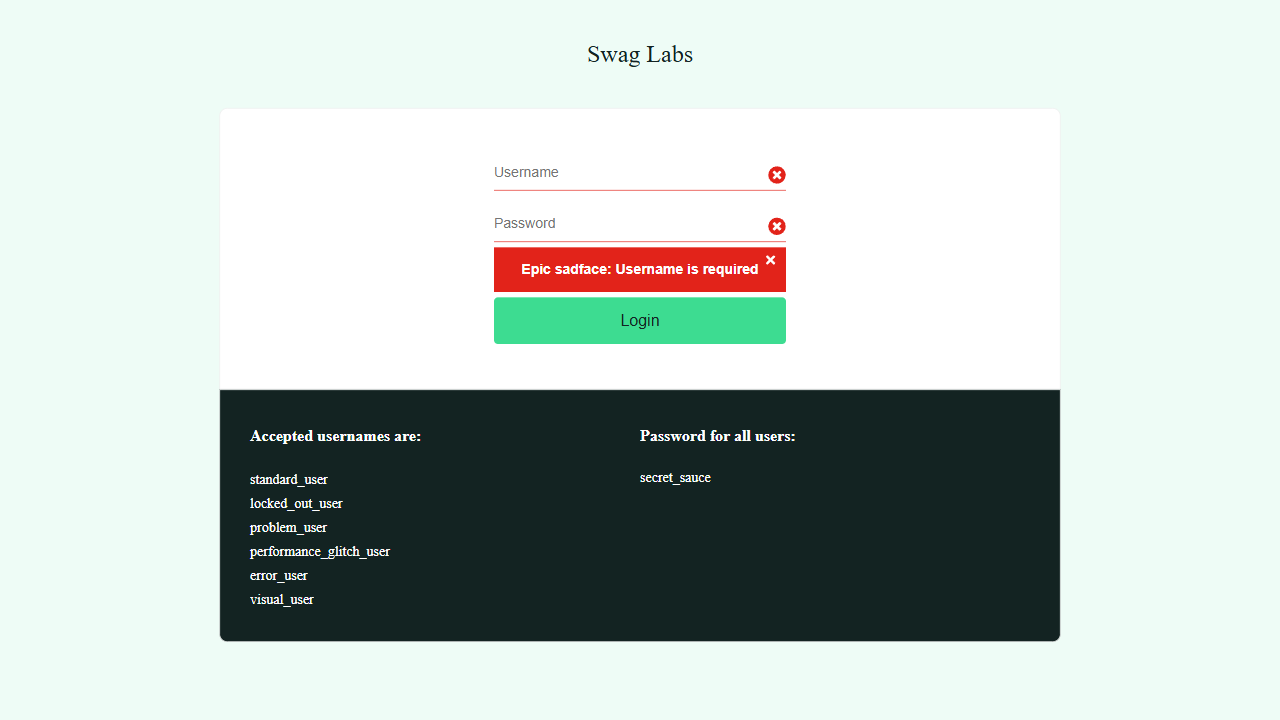 Swag Labs
Username
Password
Epic sadface: Username is required
Login
Accepted usernames are:
standard_user
locked_out_user
problem_user
performance_glitch_user
error_user
visual_user
Password for all users:
secret_sauce